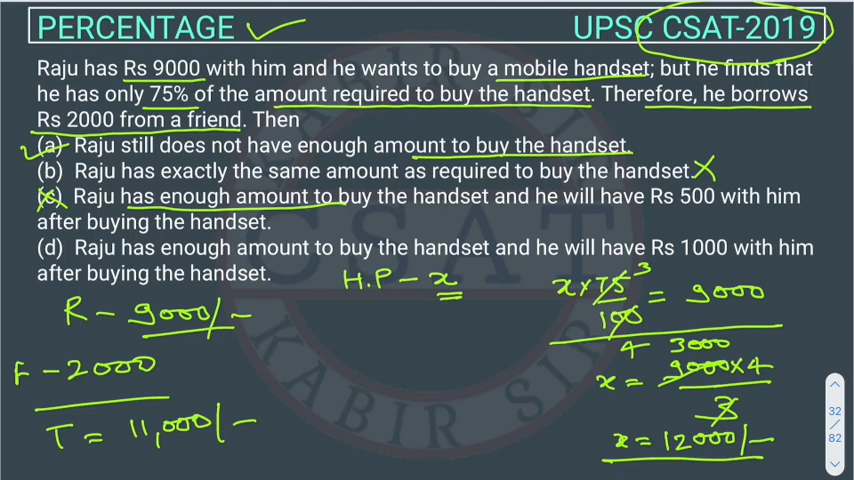 PERCENTAGE UPSC CSAT-2019
Raju has Rs 9000 with him and he wants to buy a mobile handset; but he finds that
he has only 75% of the amount required to buy the handset. Therefore, he borrows
Rs 2000 from a friend. Then
(a) Raju still does not have enough amount to buy the handset.
(b) Raju has exactly the same amount as required to buy the handset.
(c) Raju has enough amount to buy the handset and he will have Rs 500 with him
after buying the handset.
(d) Raju has enough amount to buy the handset and he will have Rs 1000 with him
after buying the handset.
H.P - x
R - 9000/-
F - 2000
T = 11,000/-
x × 75 3 = 9000
100
4 3000
x = 9000×4
3
x = 12000/-
CSAT
KABIR SIR
32
/
82